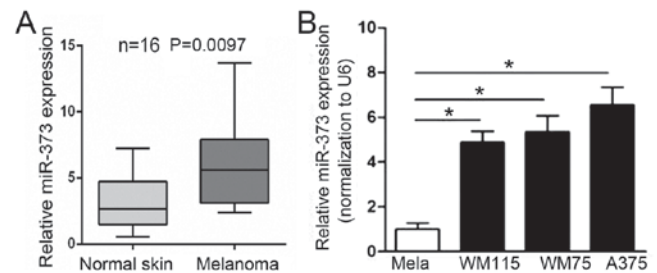 A
Relative miR-373 expression
15
10
5
0
n=16 P=0.0097
Normal skin
Melanoma
B
Relative miR-373 expression
(normalization to U6)
10
8
6
4
2
0
*
*
*
Mela
WM115
WM75
A375